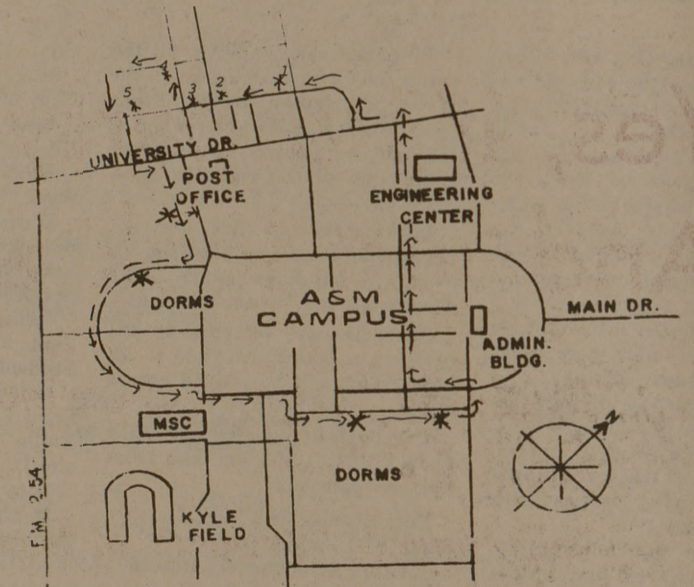 1
2
3
4
5
UNIVERSITY DR.
POST
OFFICE
ENGINEERING
CENTER
DORMS
A&M
CAMPUS
MAIN DR.
ADMIN.
BLDG.
MSC
DORMS
KYLE
FIELD
N